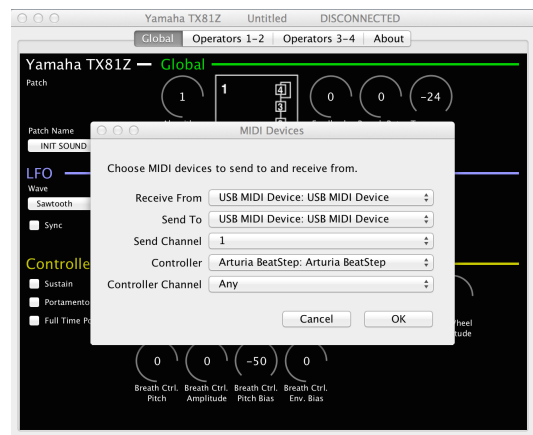 Yamaha TX81Z Untitled DISCONNECTED
Global Operators 1–2 Operators 3–4 About
Yamaha TX81Z — Global
Patch
1 1 4 3 0 0 −24
Patch Name
INIT SOUND
MIDI Devices
Choose MIDI devices to send to and receive from.
Receive From USB MIDI Device: USB MIDI Device
Send To USB MIDI Device: USB MIDI Device
Send Channel 1
Controller Arturia BeatStep: Arturia BeatStep
Controller Channel Any
Cancel OK
LFO
Wave
Sawtooth
Sync
Controlle
Sustain
Portamento
Full Time Po
Wheel
tude
0 0 −50 0
Breath Ctrl. Breath Ctrl. Breath Ctrl. Breath Ctrl.
Pitch Amplitude Pitch Bias Env. Bias